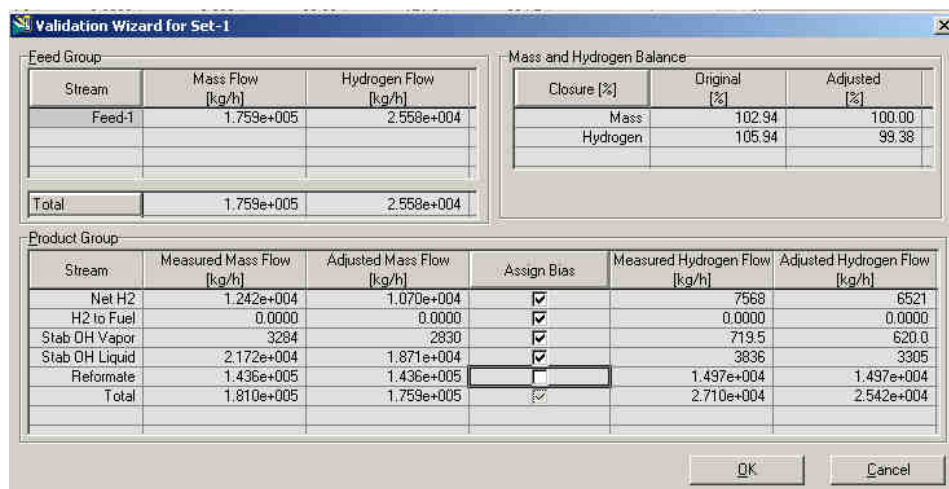 Validation Wizard for Set-1
Feed Group
Stream Mass Flow [kg/h] Hydrogen Flow [kg/h]
Feed-1 1.759e+005 2.558e+004
Total 1.759e+005 2.558e+004
Mass and Hydrogen Balance
Closure [%] Original [%] Adjusted [%]
Mass 102.94 100.00
Hydrogen 105.94 99.38
Product Group
Stream Measured Mass Flow [kg/h] Adjusted Mass Flow [kg/h] Assign Bias Measured Hydrogen Flow [kg/h] Adjusted Hydrogen Flow [kg/h]
Net H2 1.242e+004 1.070e+004 7568 6521
H2 to Fuel 0.0000 0.0000 0.0000 0.0000
Stab OH Vapor 3284 2830 719.5 620.0
Stab OH Liquid 2.172e+004 1.871e+004 3836 3305
Reformate 1.436e+005 1.436e+005 1.497e+004 1.497e+004
Total 1.810e+005 1.759e+005 2.710e+004 2.542e+004
OK Cancel